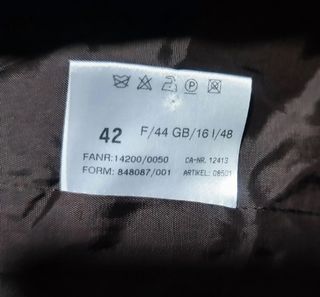 42 F/44 GB/16 I/48
FANR:14200/0050 CA-NR. 12413
FORM: 848087/001 ARTIKEL: 08501